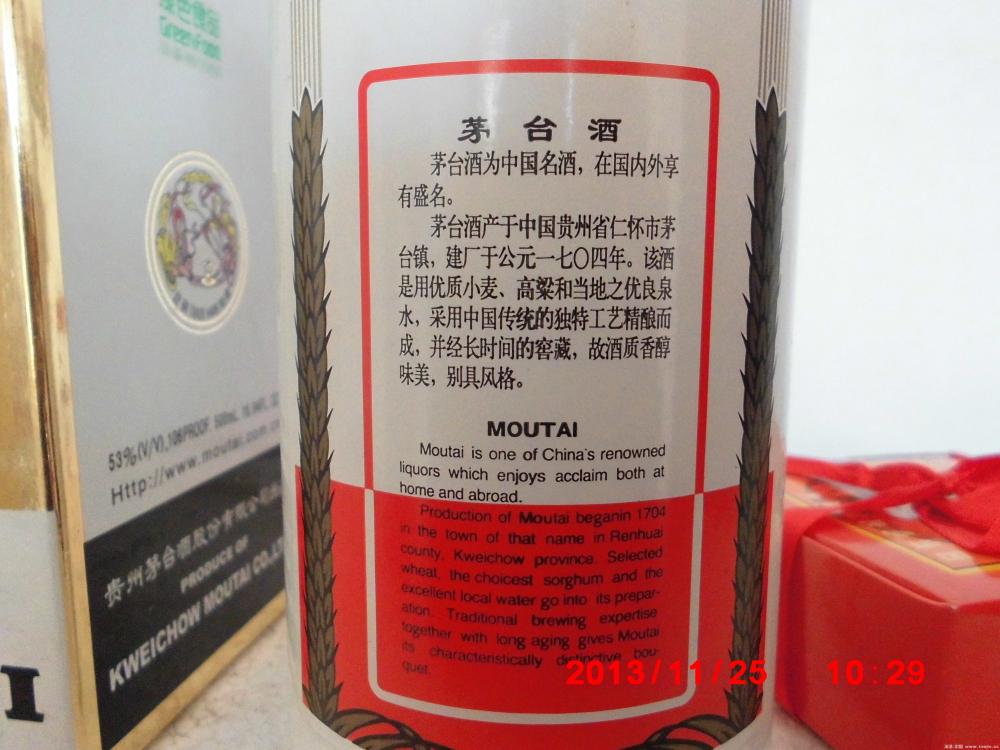 绿色食品
GreenFood
53%(V/V),106PROOF 500mL
Http://www.moutai.com.cn
贵州茅台酒股份有限公司
PRODUCE OF
KWEICHOW MOUTAI CO.,
茅台酒
茅台酒为中国名酒，在国内外享
有盛名。
茅台酒产于中国贵州省仁怀市茅
台镇，建厂于公元一七〇四年。该酒
是用优质小麦、高粱和当地之优良泉
水，采用中国传统的独特工艺精酿而
成，并经长时间的窖藏，故酒质香醇
味美，别具风格。
MOUTAI
Moutai is one of China's renowned
liquors which enjoys acclaim both at
home and abroad.
Production of Moutai beganin 1704
in the town of that name in Renhuai
county, Kweichow province. Selected
wheat, the choicest sorghum and the
excellent local water go into its prepar-
ation. Traditional brewing expertise
together with long aging gives Moutai
its characteristically distinctive bou-
quet.
2013/11/25 10:29